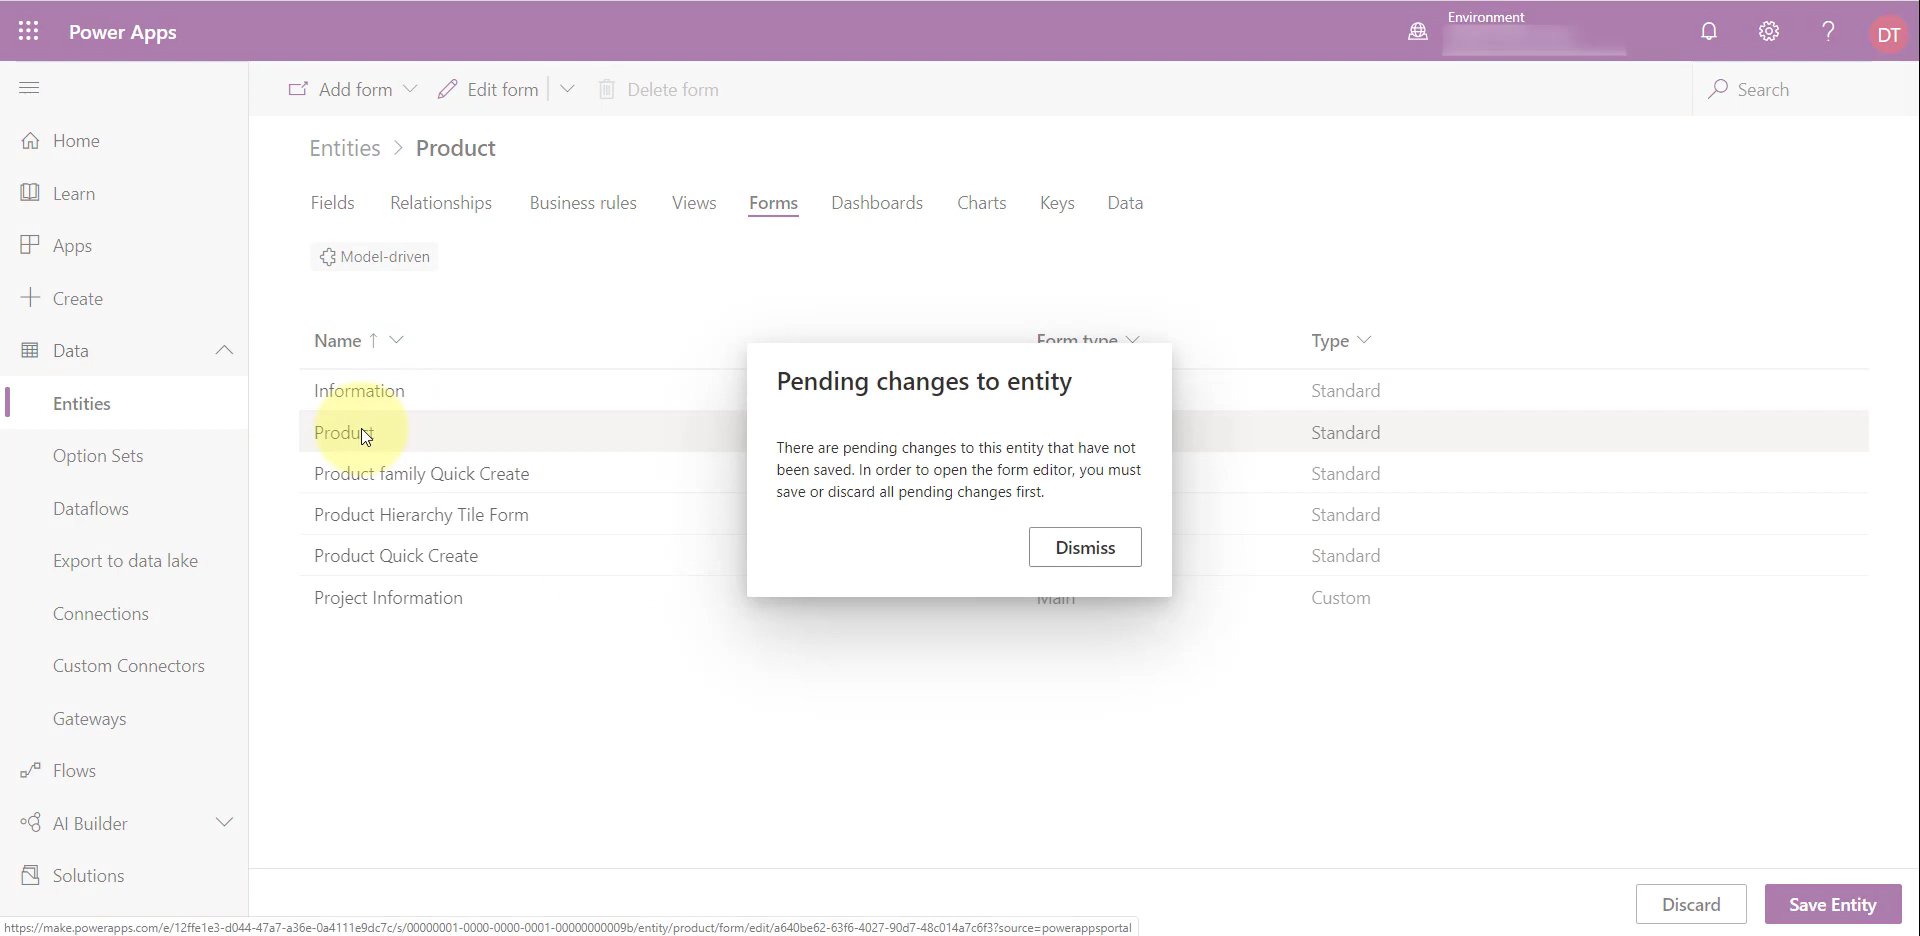 Power Apps
Environment
DT
Add form
Edit form
Delete form
Search
Home
Learn
Apps
Create
Data
Entities
Option Sets
Dataflows
Export to data lake
Connections
Custom Connectors
Gateways
Flows
AI Builder
Solutions
Entities > Product
Fields Relationships Business rules Views Forms Dashboards Charts Keys Data
Model-driven
Name Form type Type
Information Standard
Product Standard
Product family Quick Create Standard
Product Hierarchy Tile Form Standard
Product Quick Create Standard
Project Information Main Custom
Pending changes to entity
There are pending changes to this entity that have not
been saved. In order to open the form editor, you must
save or discard all pending changes first.
Dismiss
Discard
Save Entity
https://make.powerapps.com/e/12ffe1e3-d044-47a7-a36e-0a4111e9dc7c/s/00000001-0000-0000-0001-00000000009b/entity/product/form/edit/a640be62-63f6-4027-90d7-48c014a7c6f3?source=powerappsportal